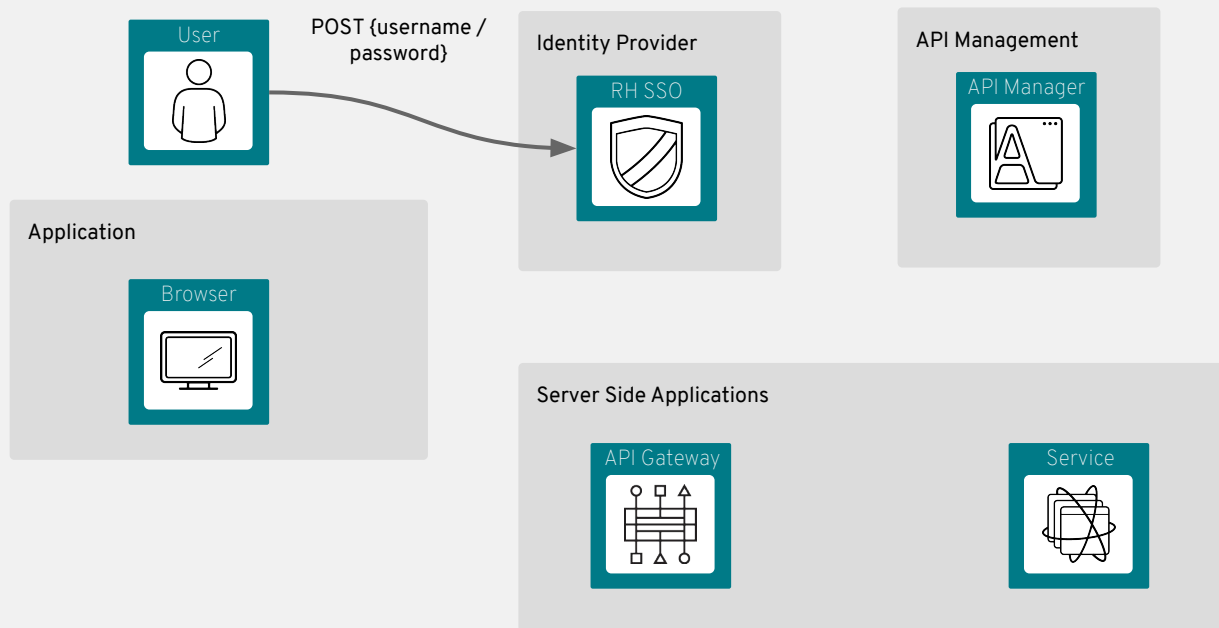 User
POST {username /
password}
Identity Provider
RH SSO
API Management
API Manager
Application
Browser
Server Side Applications
API Gateway
Service